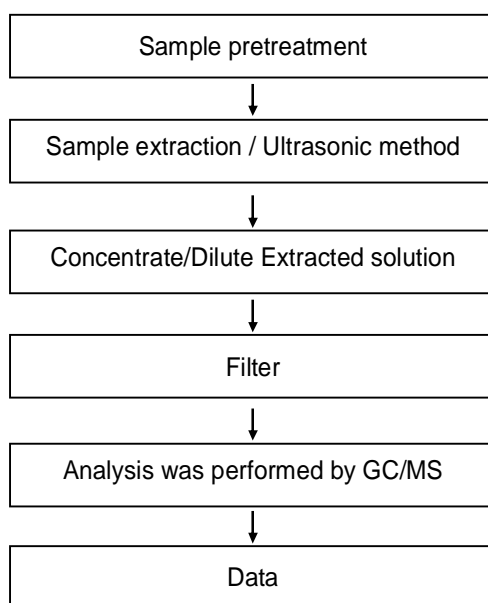 Sample pretreatment
Sample extraction / Ultrasonic method
Concentrate/Dilute Extracted solution
Filter
Analysis was performed by GC/MS
Data